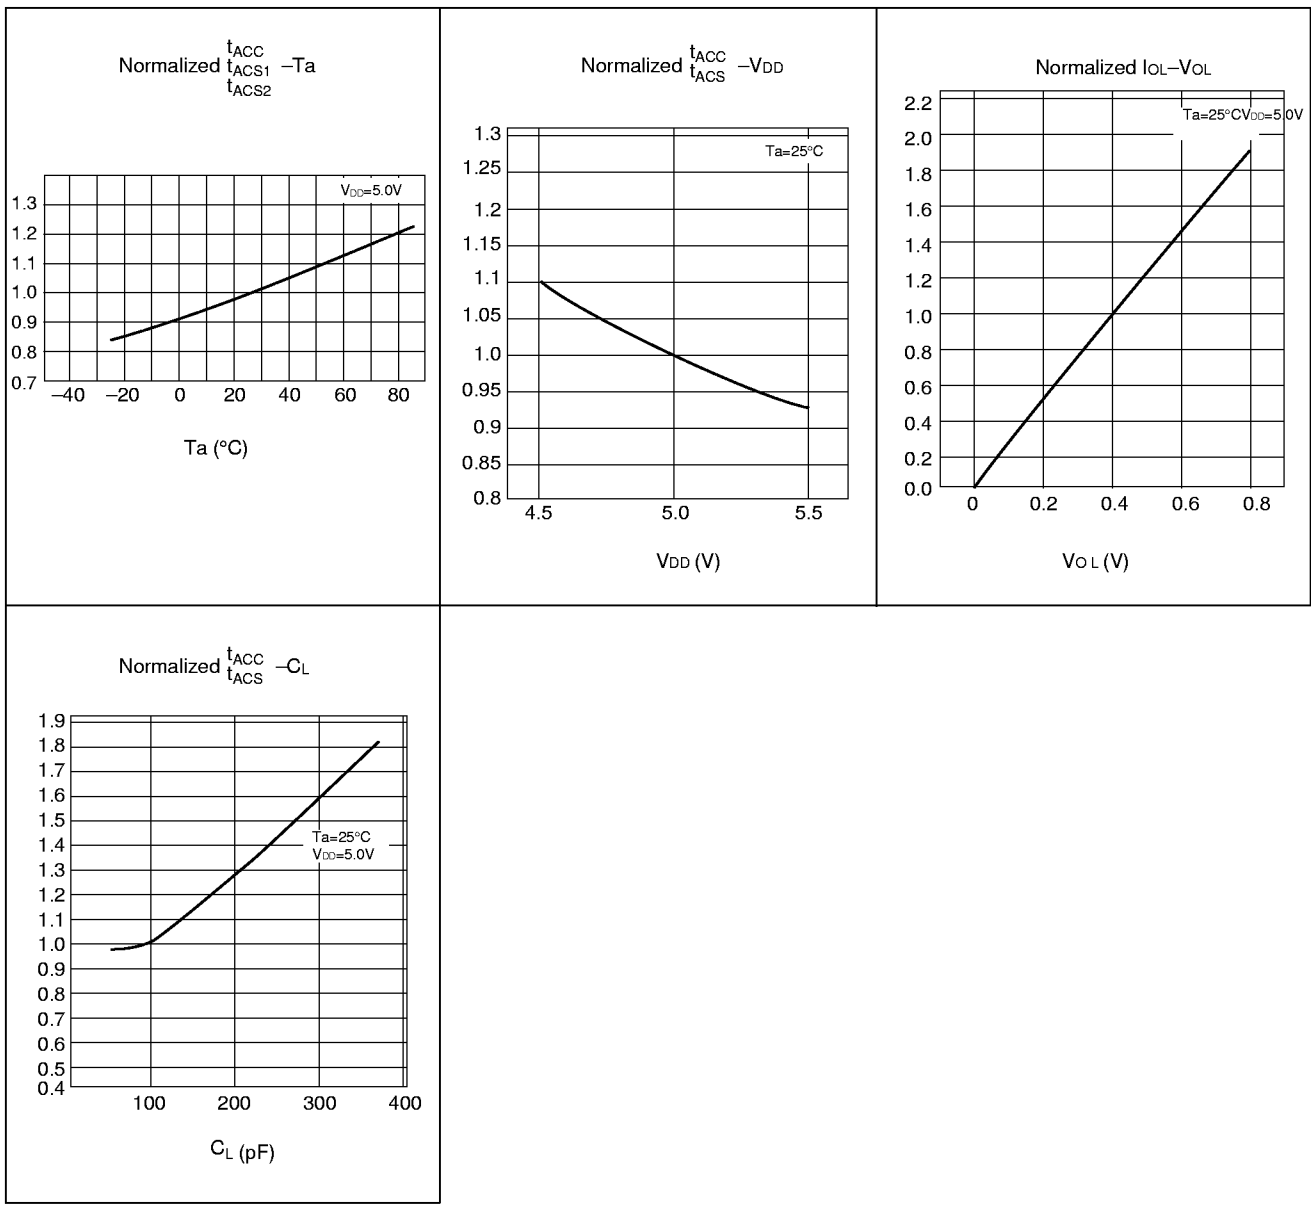 Normalized tACC tACS1 tACS2 –Ta
VDD=5.0V
1.3
1.2
1.1
1.0
0.9
0.8
0.7
–40 –20 0 20 40 60 80
Ta (°C)
Normalized tACC tACS –VDD
Ta=25°C
1.3
1.25
1.2
1.15
1.1
1.05
1.0
0.95
0.9
0.85
0.8
4.5 5.0 5.5
VDD (V)
Normalized IOL–VOL
Ta=25°CVDD=5.0V
2.2
2.0
1.8
1.6
1.4
1.2
1.0
0.8
0.6
0.4
0.2
0.0
0 0.2 0.4 0.6 0.8
VO L (V)
Normalized tACC tACS –CL
1.9
1.8
1.7
1.6
1.5
1.4
1.3
1.2
1.1
1.0
0.9
0.8
0.7
0.6
0.5
0.4
Ta=25°C
VDD=5.0V
100 200 300 400
CL (pF)